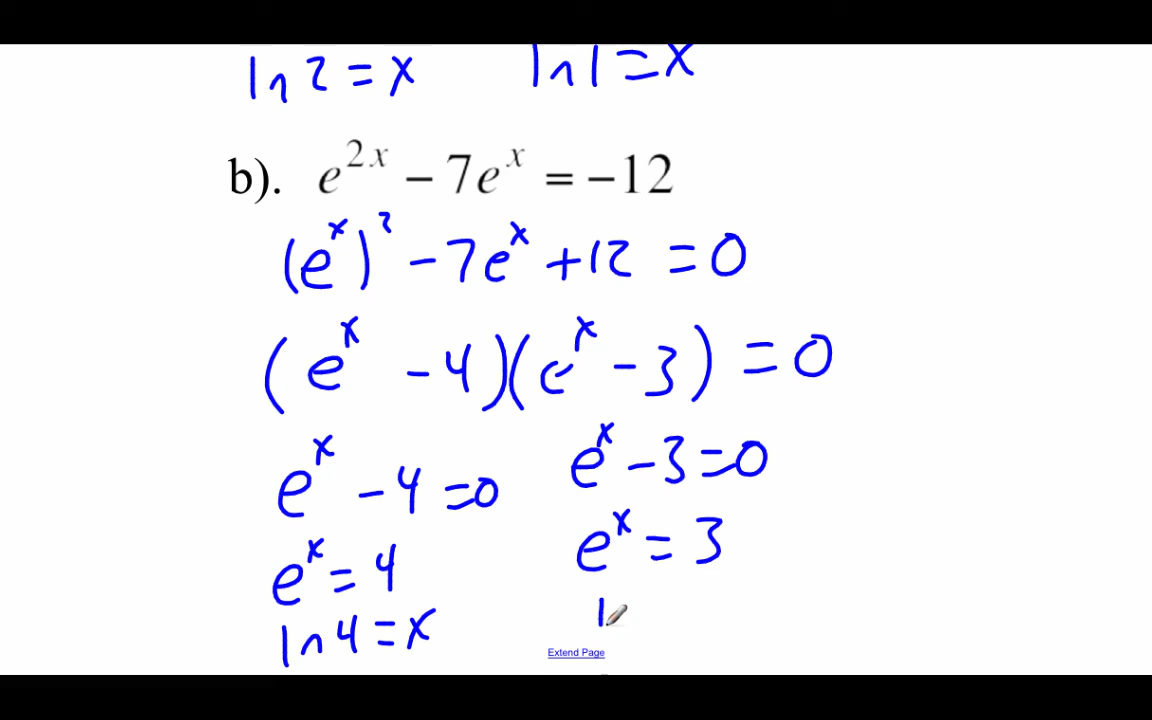 ln 2 = x ln 1 = x
b). e^{2x} − 7e^x = −12
(e^x)^2 − 7e^x + 12 = 0
(e^x − 4)(e^x − 3) = 0
e^x − 4 = 0 e^x − 3 = 0
e^x = 4 e^x = 3
ln 4 = x l
Extend Page